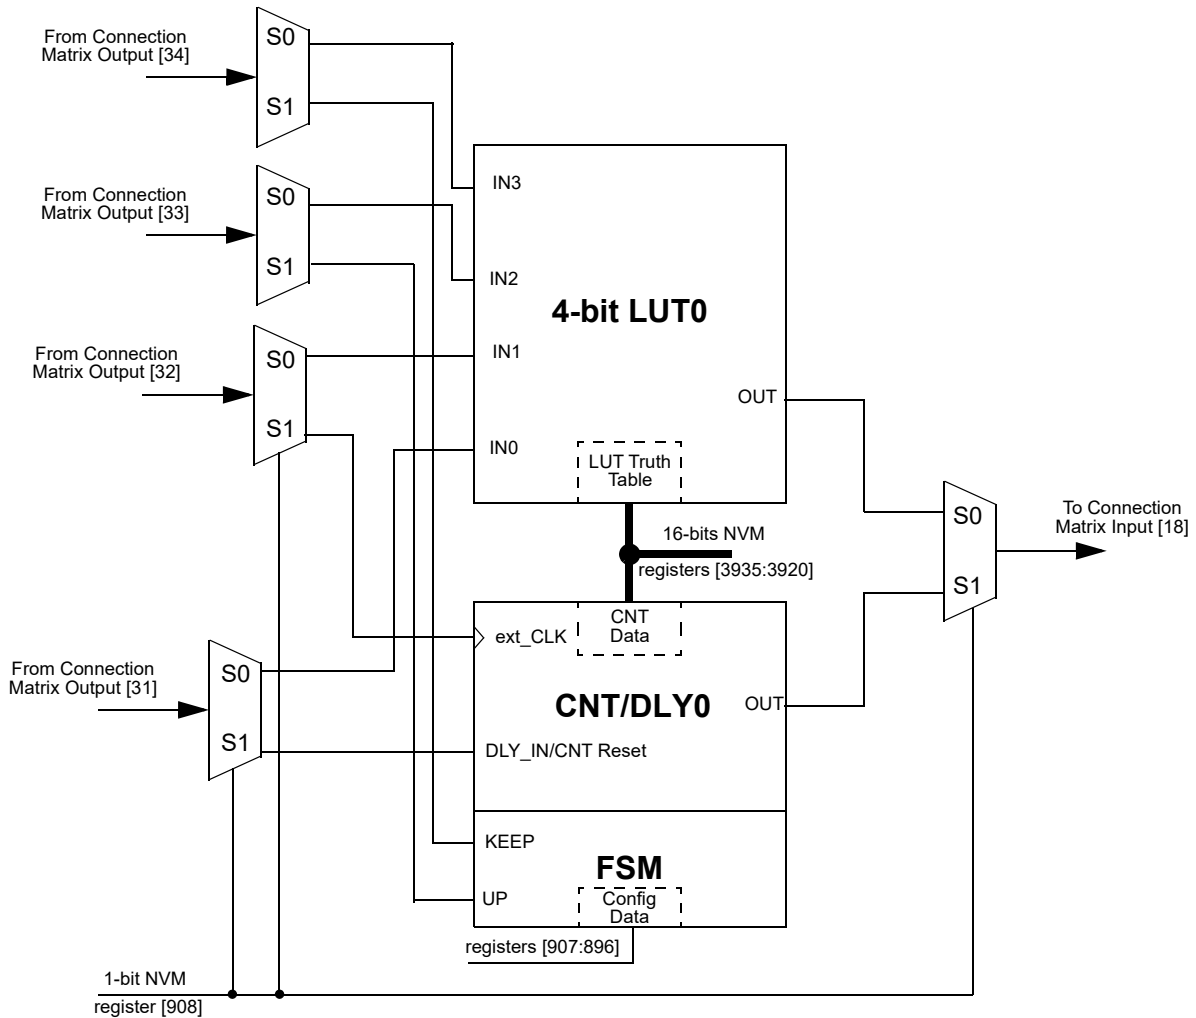 From Connection
Matrix Output [34]
S0
S1
From Connection
Matrix Output [33]
S0
S1
From Connection
Matrix Output [32]
S0
S1
From Connection
Matrix Output [31]
S0
S1
IN3
IN2
IN1
IN0
4-bit LUT0
OUT
LUT Truth
Table
16-bits NVM
registers [3935:3920]
CNT
Data
ext_CLK
CNT/DLY0
OUT
DLY_IN/CNT Reset
KEEP
FSM
UP
Config
Data
registers [907:896]
S0
S1
To Connection
Matrix Input [18]
1-bit NVM
register [908]